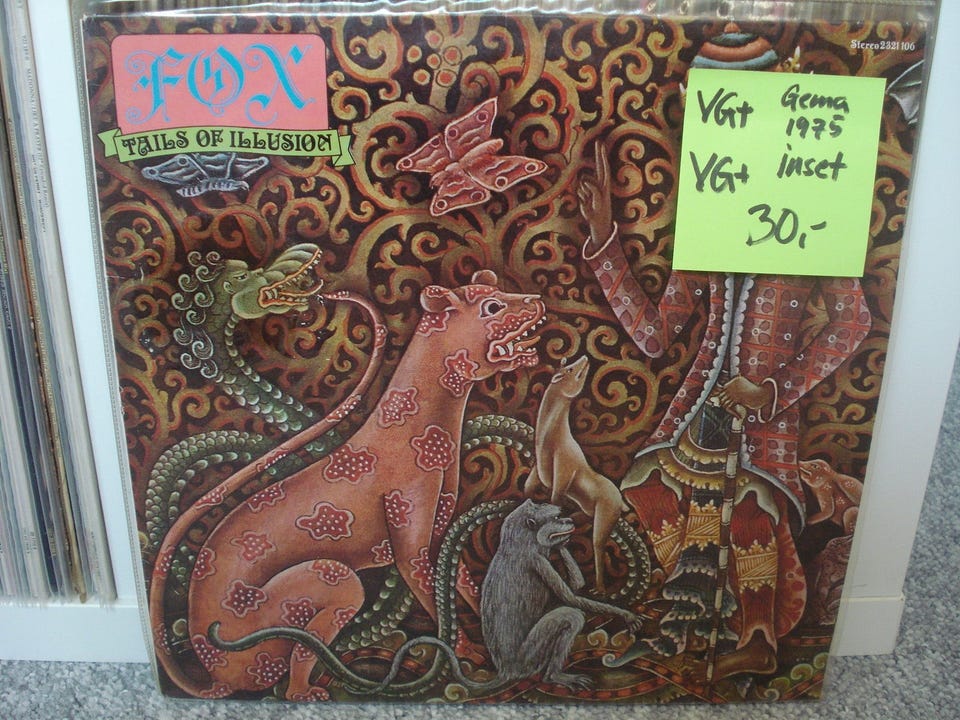 FOX
TAILS OF ILLUSION
Stereo 2321 106
VG+ Gema
1975
VG+ inset
30,-